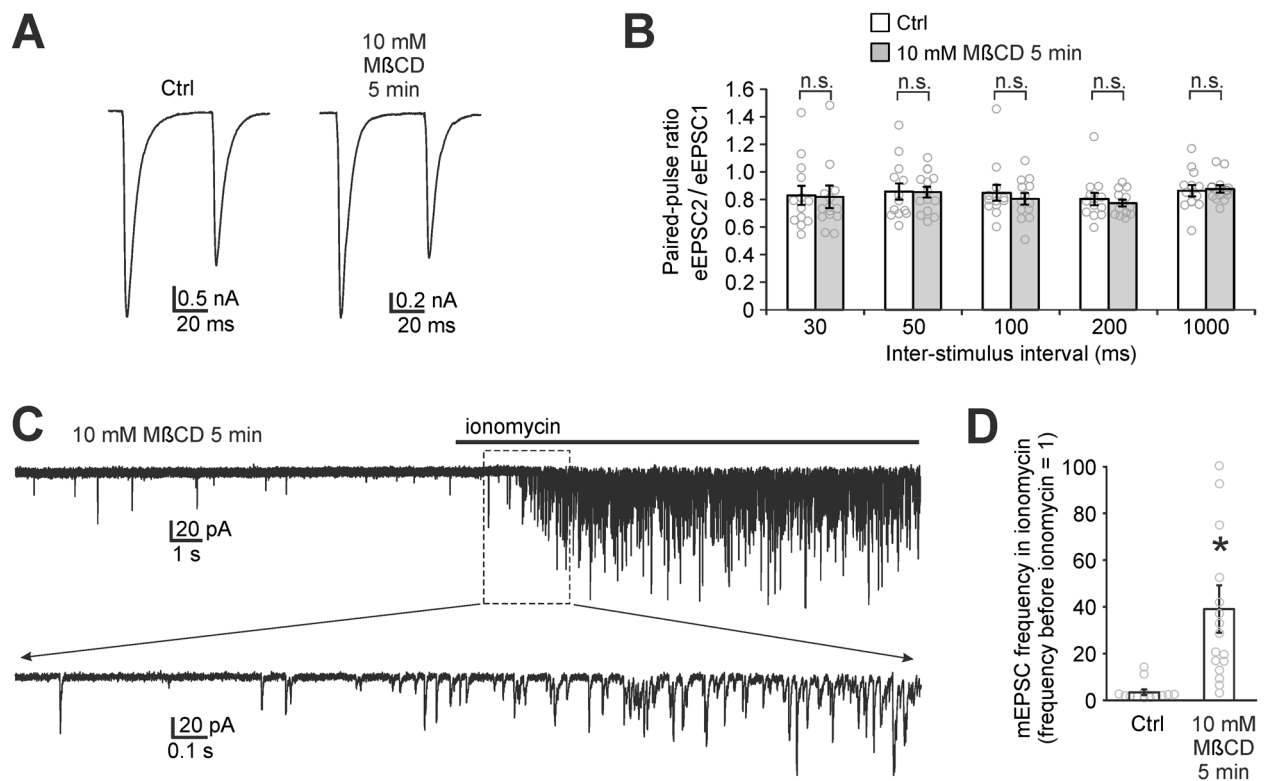 A
Ctrl
10 mM
MßCD
5 min
0.5 nA
20 ms
0.2 nA
20 ms
B
Ctrl
10 mM MßCD 5 min
n.s.
n.s.
n.s.
n.s.
n.s.
Paired-pulse ratio
eEPSC2/eEPSC1
1.6
1.4
1.2
1.0
0.8
0.6
0.4
0.2
0
30
50
100
200
1000
Inter-stimulus interval (ms)
C
10 mM MßCD 5 min
ionomycin
20 pA
1 s
20 pA
0.1 s
D
mEPSC frequency in ionomycin
(frequency before ionomycin = 1)
100
80
60
40
20
0
*
Ctrl
10 mM
MßCD
5 min